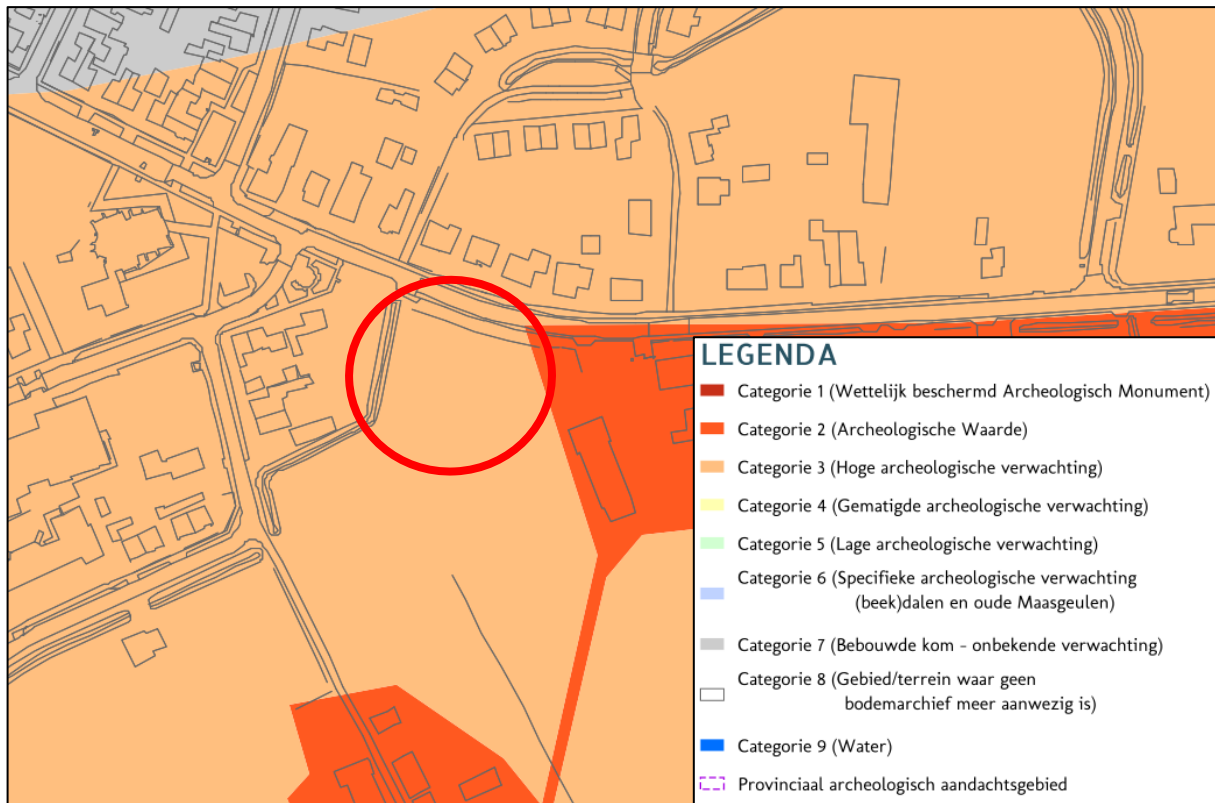 LEGENDA
Categorie 1 (Wettelijk beschermd Archeologisch Monument)
Categorie 2 (Archeologische Waarde)
Categorie 3 (Hoge archeologische verwachting)
Categorie 4 (Gematigde archeologische verwachting)
Categorie 5 (Lage archeologische verwachting)
Categorie 6 (Specifieke archeologische verwachting
(beek)dalen en oude Maasgeulen)
Categorie 7 (Bebouwde kom - onbekende verwachting)
Categorie 8 (Gebied/terrein waar geen
bodemarchief meer aanwezig is)
Categorie 9 (Water)
Provinciaal archeologisch aandachtsgebied